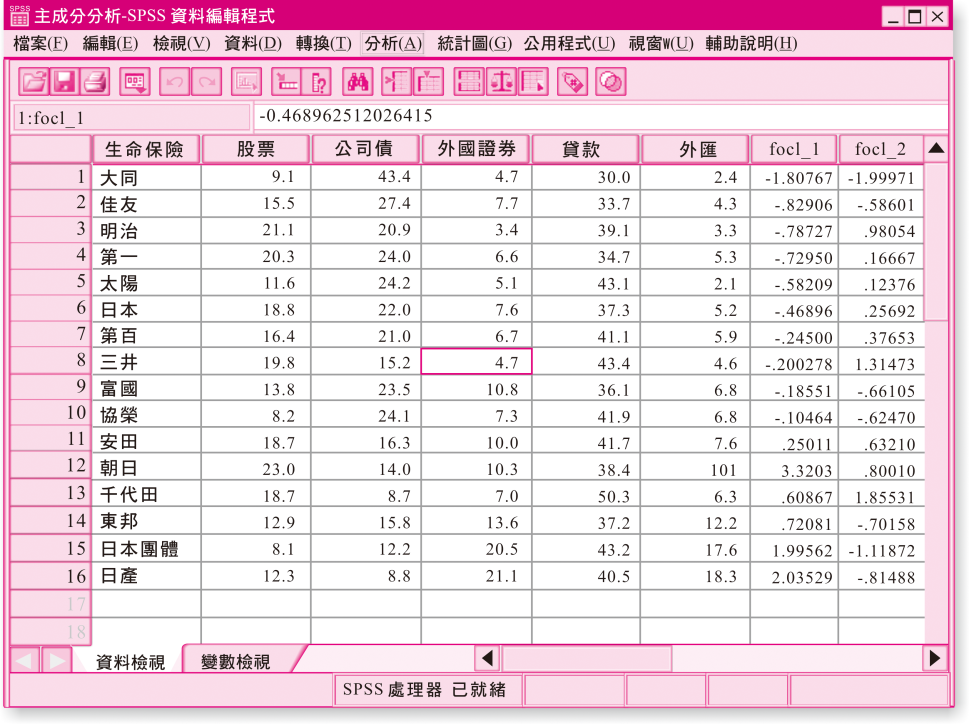 SPSS 主成分分析-SPSS 資料編輯程式
檔案(F) 編輯(E) 檢視(V) 資料(D) 轉換(T) 分析(A) 統計圖(G) 公用程式(U) 視窗W(U) 輔助說明(H)
1:focl_1 -0.468962512026415
生命保險 股票 公司債 外國證券 貸款 外匯 focl_1 focl_2
1 大同 9.1 43.4 4.7 30.0 2.4 -1.80767 -1.99971
2 佳友 15.5 27.4 7.7 33.7 4.3 -.82906 -.58601
3 明治 21.1 20.9 3.4 39.1 3.3 -.78727 .98054
4 第一 20.3 24.0 6.6 34.7 5.3 -.72950 .16667
5 太陽 11.6 24.2 5.1 43.1 2.1 -.58209 .12376
6 日本 18.8 22.0 7.6 37.3 5.2 -.46896 .25692
7 第百 16.4 21.0 6.7 41.1 5.9 -.24500 .37653
8 三井 19.8 15.2 4.7 43.4 4.6 -.200278 1.31473
9 富國 13.8 23.5 10.8 36.1 6.8 -.18551 -.66105
10 協榮 8.2 24.1 7.3 41.9 6.8 -.10464 -.62470
11 安田 18.7 16.3 10.0 41.7 7.6 .25011 .63210
12 朝日 23.0 14.0 10.3 38.4 101 3.3203 .80010
13 千代田 18.7 8.7 7.0 50.3 6.3 .60867 1.85531
14 東邦 12.9 15.8 13.6 37.2 12.2 .72081 -.70158
15 日本團體 8.1 12.2 20.5 43.2 17.6 1.99562 -1.11872
16 日產 12.3 8.8 21.1 40.5 18.3 2.03529 -.81488
17
18
資料檢視 變數檢視
SPSS 處理器 已就緒